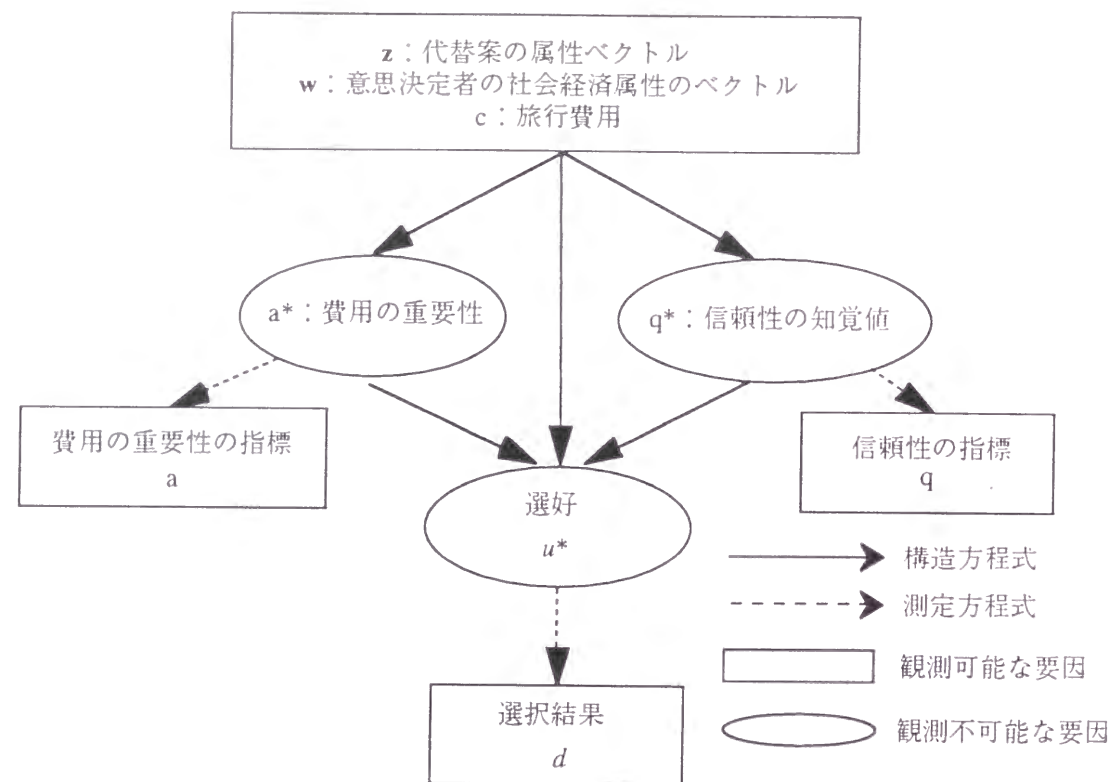 z：代替案の属性ベクトル
w：意思決定者の社会経済属性のベクトル
c：旅行費用
a*：費用の重要性
q*：信頼性の知覚値
費用の重要性の指標
a
信頼性の指標
q
選好
u*
構造方程式
測定方程式
観測可能な要因
観測不可能な要因
選択結果
d